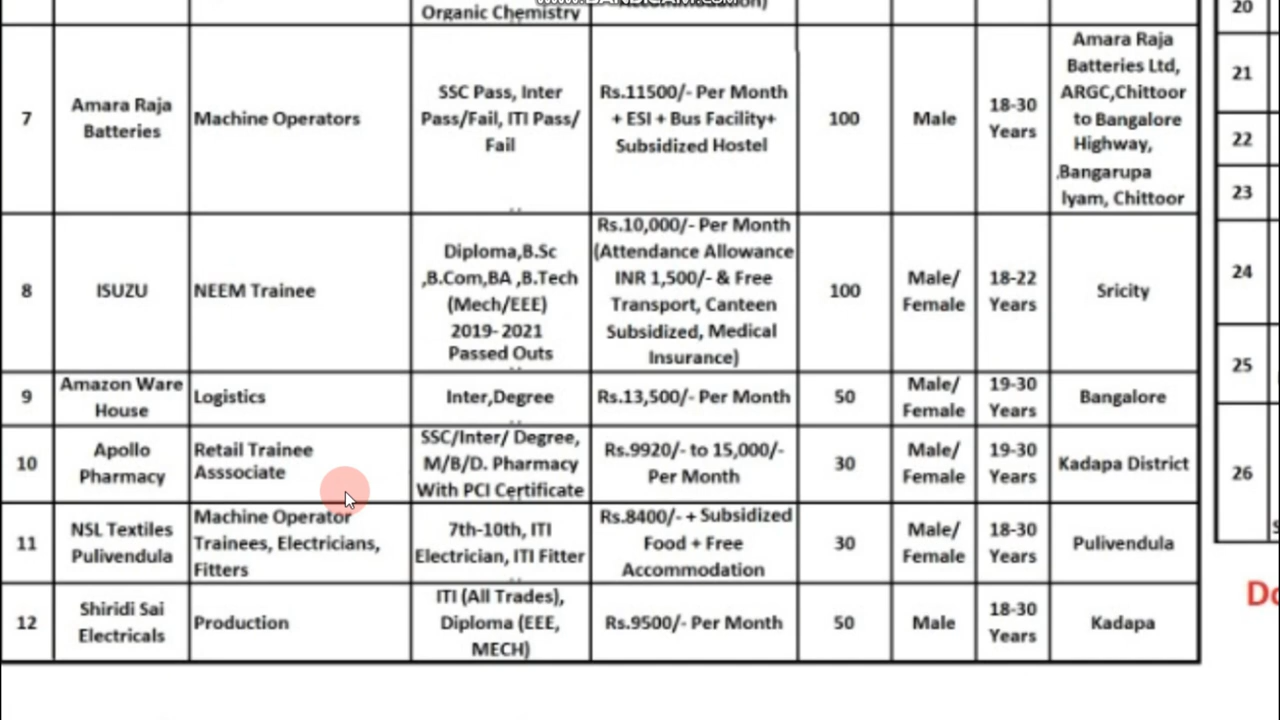 Organic Chemistry
www.BANDICAM.com
20
7
Amara Raja
Batteries
Machine Operators
SSC Pass, Inter
Pass/Fail, ITI Pass/
Fail
Rs.11500/- Per Month
+ ESI + Bus Facility+
Subsidized Hostel
100
Male
18-30
Years
Amara Raja
Batteries Ltd,
ARGC,Chittoor
to Bangalore
Highway,
.Bangarupa
lyam, Chittoor
21
22
23
8
ISUZU
NEEM Trainee
Diploma,B.Sc
,B.Com,BA ,B.Tech
(Mech/EEE)
2019- 2021
Passed Outs
Rs.10,000/- Per Month
(Attendance Allowance
INR 1,500/- & Free
Transport, Canteen
Subsidized, Medical
Insurance)
100
Male/
Female
18-22
Years
Sricity
24
9
Amazon Ware
House
Logistics
Inter,Degree
Rs.13,500/- Per Month
50
Male/
Female
19-30
Years
Bangalore
25
10
Apollo
Pharmacy
Retail Trainee
Asssociate
SSC/Inter/ Degree,
M/B/D. Pharmacy
With PCI Certificate
Rs.9920/- to 15,000/-
Per Month
30
Male/
Female
19-30
Years
Kadapa District
26
11
NSL Textiles
Pulivendula
Machine Operator
Trainees, Electricians,
Fitters
7th-10th, ITI
Electrician, ITI Fitter
Rs.8400/- + Subsidized
Food + Free
Accommodation
30
Male/
Female
18-30
Years
Pulivendula
12
Shiridi Sai
Electricals
Production
ITI (All Trades),
Diploma (EEE,
MECH)
Rs.9500/- Per Month
50
Male
18-30
Years
Kadapa